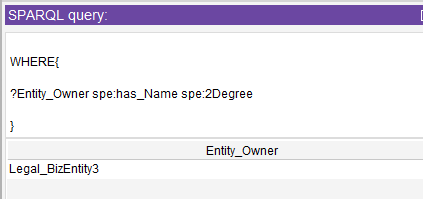 SPARQL query:
WHERE{
?Entity_Owner spe:has_Name spe:2Degree
}
Entity_Owner
Legal_BizEntity3